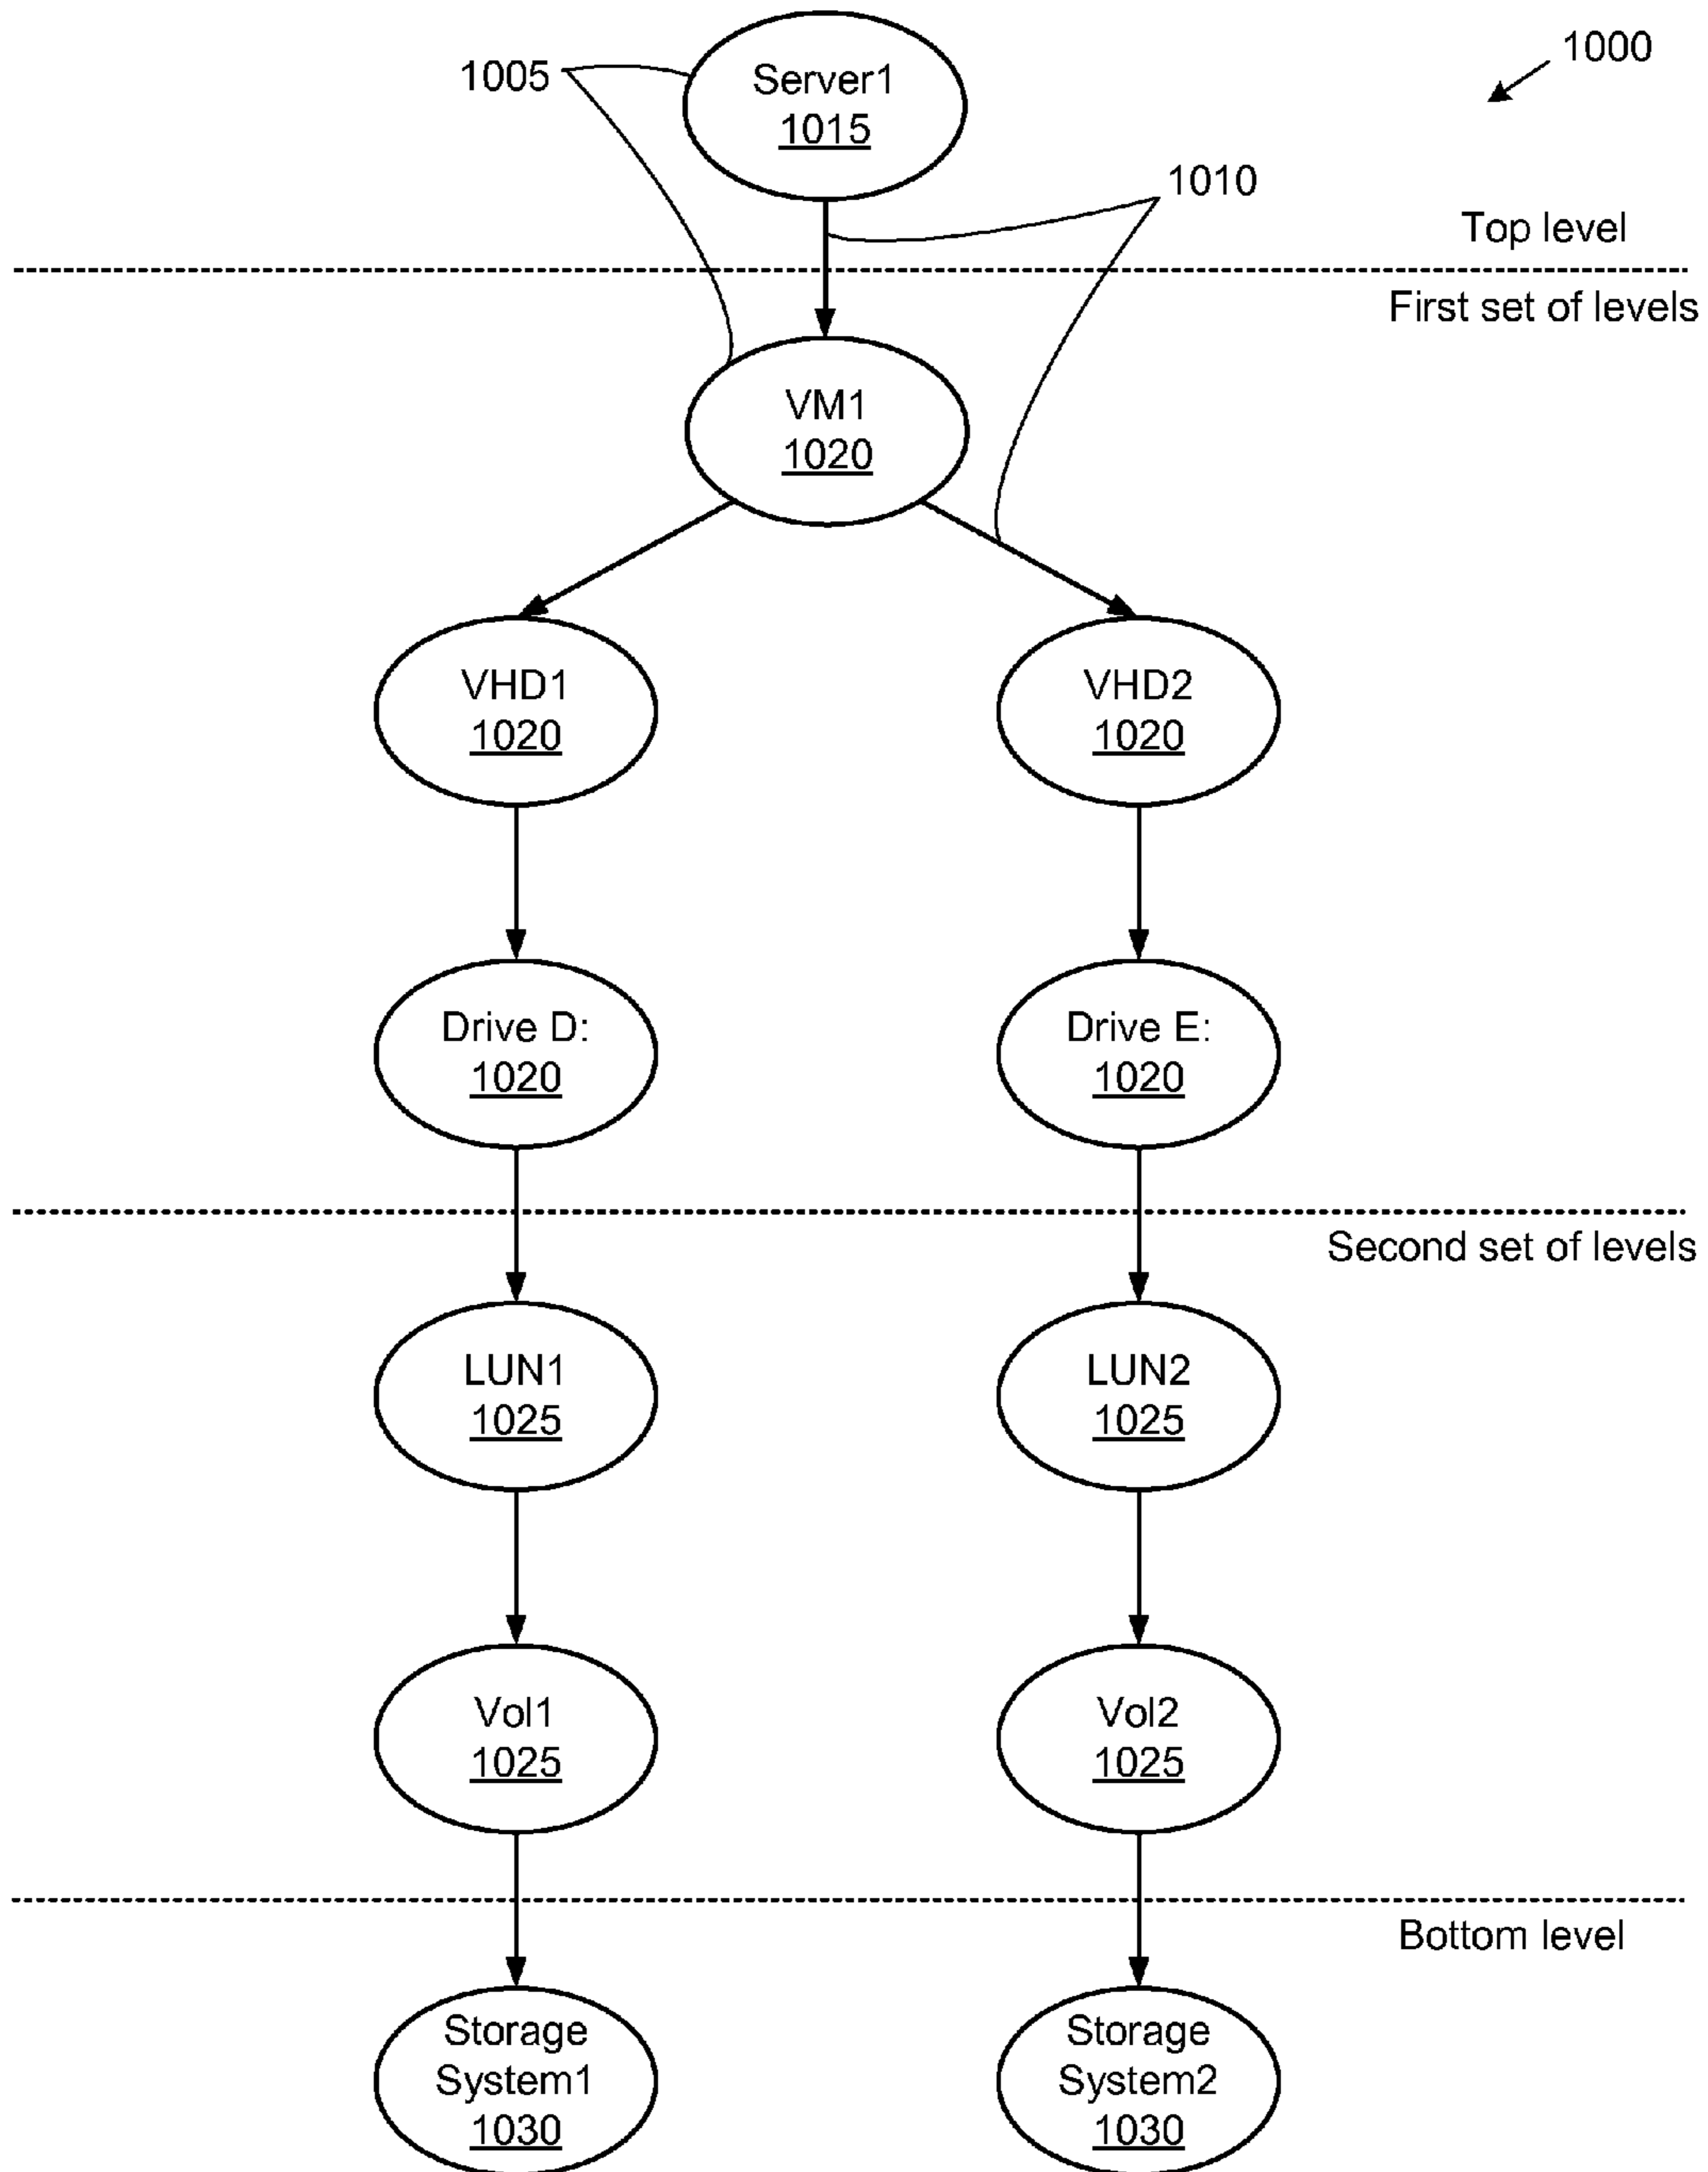 1000
1005
Server1
1015
1010
Top level
First set of levels
VM1
1020
VHD1
1020
VHD2
1020
Drive D:
1020
Drive E:
1020
Second set of levels
LUN1
1025
LUN2
1025
Vol1
1025
Vol2
1025
Bottom level
Storage
System1
1030
Storage
System2
1030